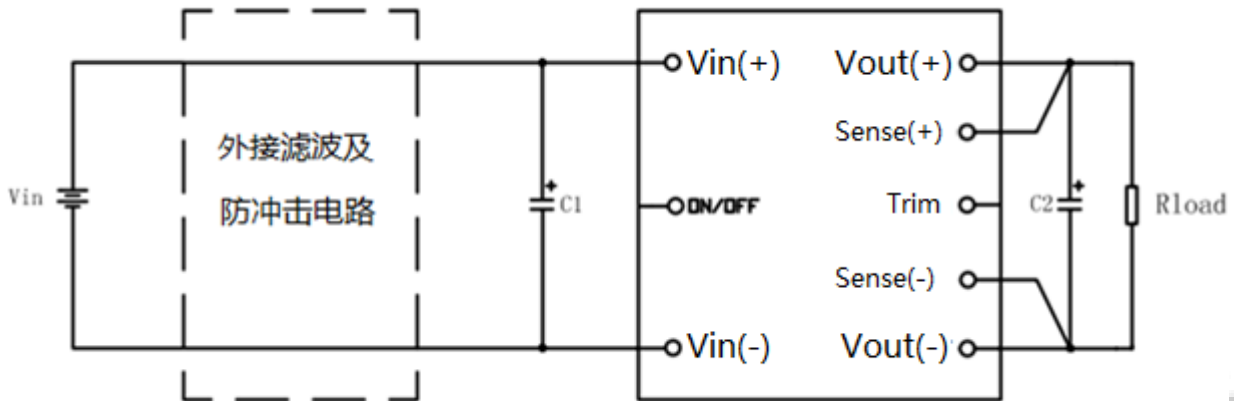 Vin(+)
Vout(+)
外接滤波及
Sense(+)
Vin
防冲击电路
C1
ON/OFF
Trim
C2
Rload
Sense(-)
Vin(-)
Vout(-)